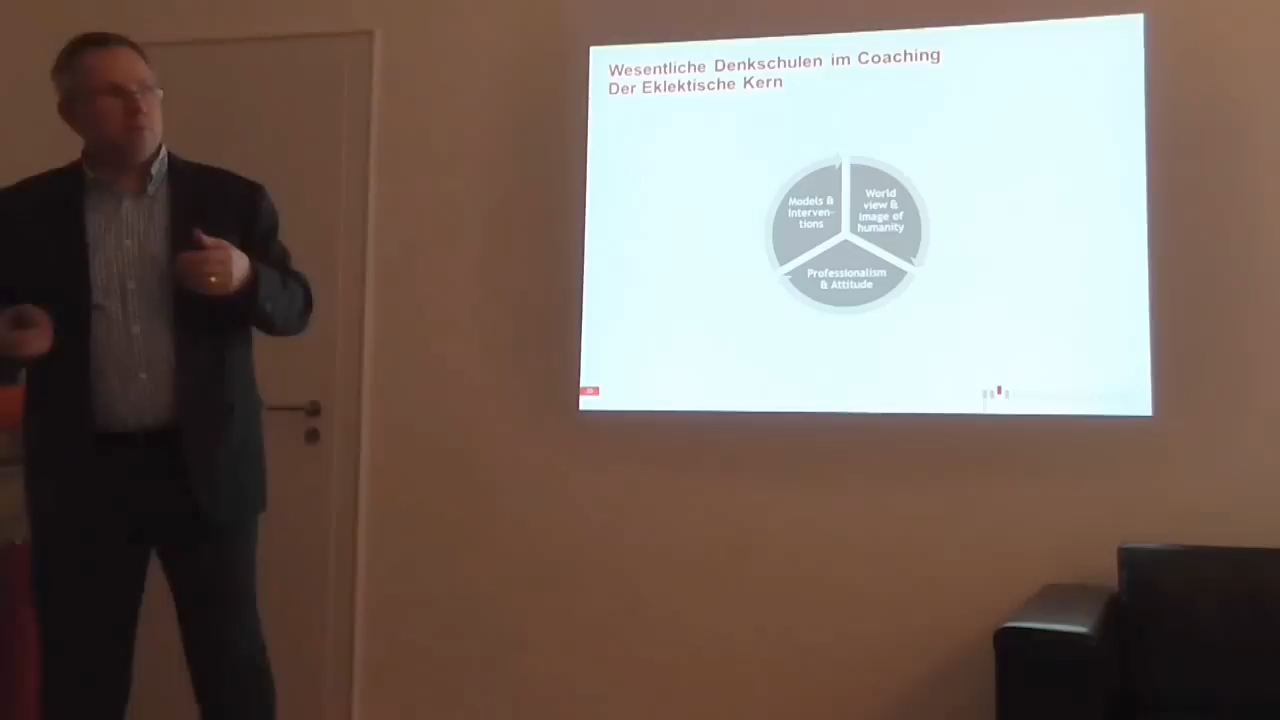 Wesentliche Denkschulen im Coaching
Der Eklektische Kern
Models &
Interven-
tions
World
view &
image of
humanity
Professionalism
& Attitude